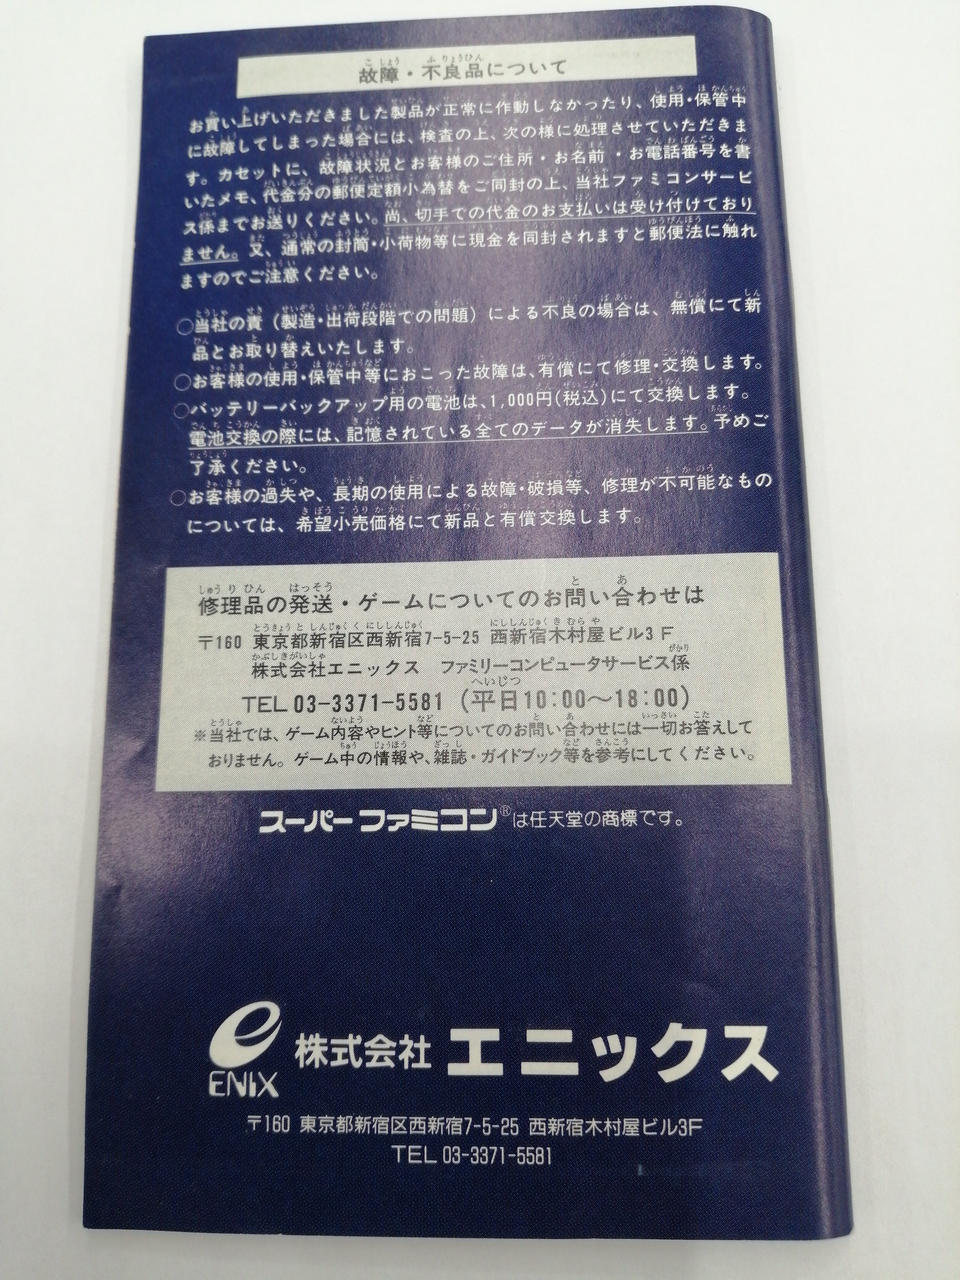 故障・不良品について
お買い上げいただきました製品が正常に作動しなかったり、使用・保管中
に故障してしまった場合には、検査の上、次の様に処理させていただきま
す。カセットに、故障状況とお客様のご住所・お名前・お電話番号を書
いたメモ、代金分の郵便定額小為替をご同封の上、当社ファミコンサービ
ス係までお送りください。尚、切手での代金のお支払いは受け付けており
ません。又、通常の封筒・小荷物等に現金を同封されますと郵便法に触れ
ますのでご注意ください。
○当社の責（製造・出荷段階での問題）による不良の場合は、無償にて新
品とお取り替えいたします。
○お客様の使用・保管中等におこった故障は、有償にて修理・交換します。
○バッテリーバックアップ用の電池は、1,000円(税込)にて交換します。
電池交換の際には、記憶されている全てのデータが消失します。予めご
了承ください。
○お客様の過失や、長期の使用による故障・破損等、修理が不可能なもの
については、希望小売価格にて新品と有償交換します。
修理品の発送・ゲームについてのお問い合わせは
〒160 東京都新宿区西新宿7-5-25 西新宿木村屋ビル3F
株式会社エニックス ファミリーコンピュータサービス係
TEL 03-3371-5581（平日10:00〜18:00）
※当社では、ゲーム内容やヒント等についてのお問い合わせには一切お答えして
おりません。ゲーム中の情報や、雑誌・ガイドブック等を参考にしてください。
スーパーファミコン®は任天堂の商標です。
ENIX 株式会社 エニックス
〒160 東京都新宿区西新宿7-5-25 西新宿木村屋ビル3F
TEL 03-3371-5581